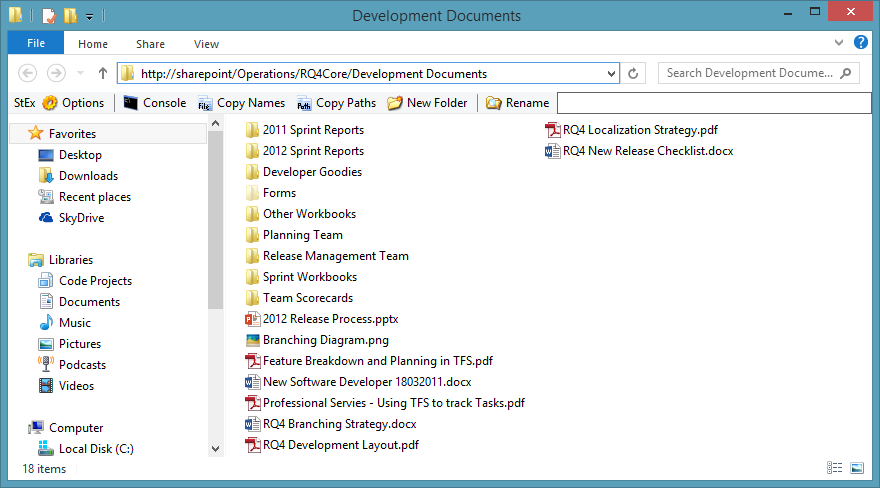 Development Documents
File Home Share View
http://sharepoint/Operations/RQ4Core/Development Documents
Search Development Docume...
StEx Options Console Copy Names Copy Paths New Folder Rename
Favorites
Desktop
Downloads
Recent places
SkyDrive
Libraries
Code Projects
Documents
Music
Pictures
Podcasts
Videos
Computer
Local Disk (C:)
2011 Sprint Reports
2012 Sprint Reports
Developer Goodies
Forms
Other Workbooks
Planning Team
Release Management Team
Sprint Workbooks
Team Scorecards
2012 Release Process.pptx
Branching Diagram.png
Feature Breakdown and Planning in TFS.pdf
New Software Developer 18032011.docx
Professional Servies - Using TFS to track Tasks.pdf
RQ4 Branching Strategy.docx
RQ4 Development Layout.pdf
RQ4 Localization Strategy.pdf
RQ4 New Release Checklist.docx
18 items